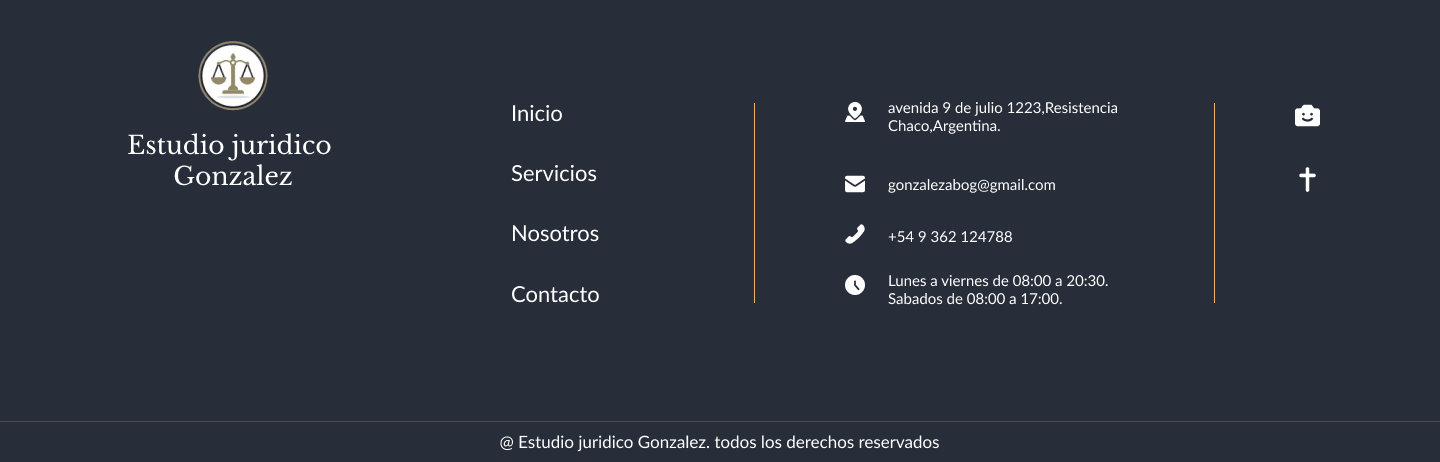 Estudio juridico
Gonzalez
Inicio
Servicios
Nosotros
Contacto
avenida 9 de julio 1223,Resistencia
Chaco,Argentina.
gonzalezabog@gmail.com
+54 9 362 124788
Lunes a viernes de 08:00 a 20:30.
Sabados de 08:00 a 17:00.
@ Estudio juridico Gonzalez. todos los derechos reservados